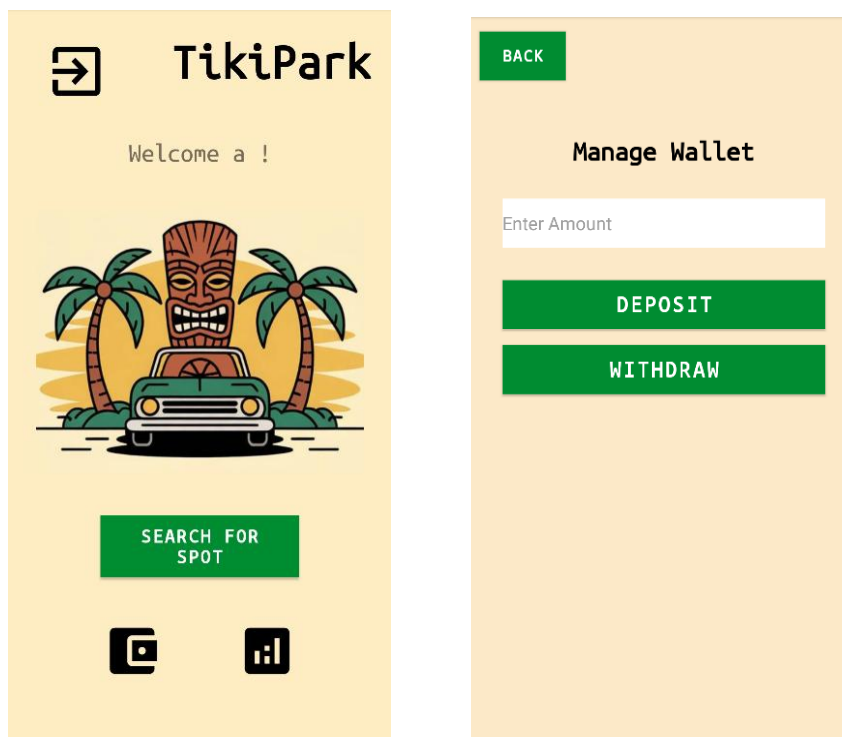 TikiPark
Welcome a !
SEARCH FOR
SPOT
BACK
Manage Wallet
Enter Amount
DEPOSIT
WITHDRAW